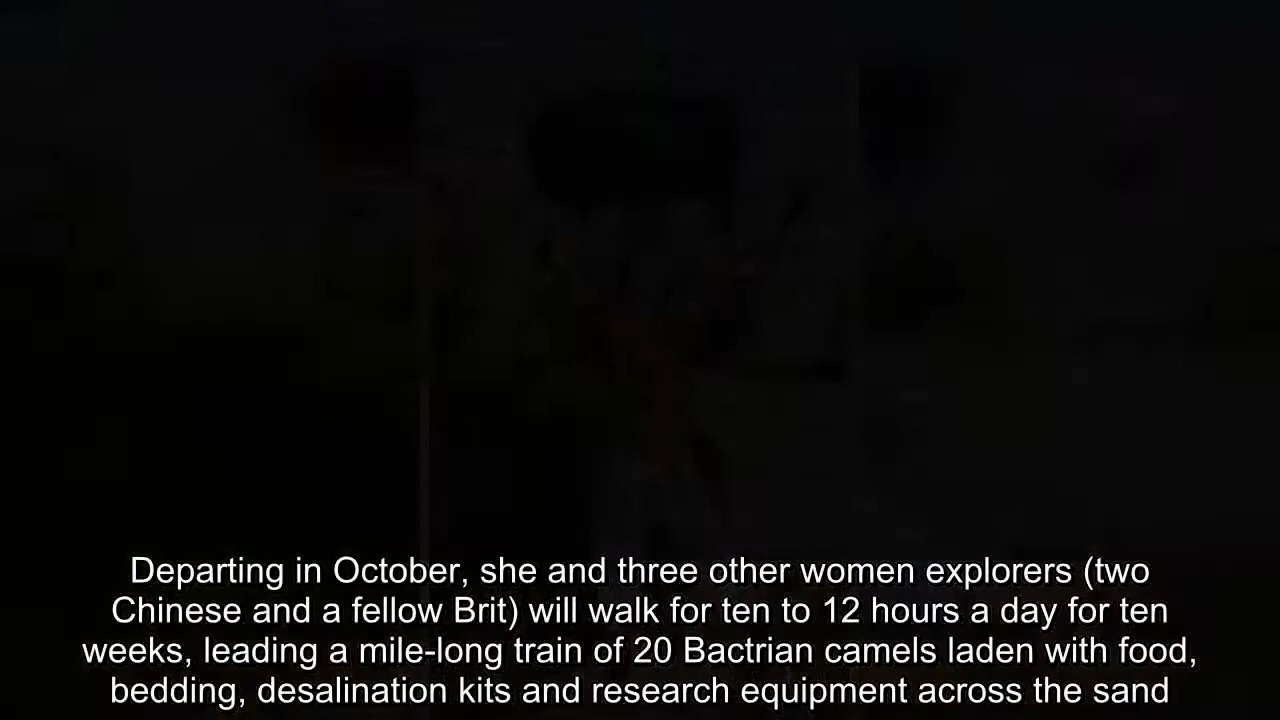 Departing in October, she and three other women explorers (two
Chinese and a fellow Brit) will walk for ten to 12 hours a day for ten
weeks, leading a mile-long train of 20 Bactrian camels laden with food,
bedding, desalination kits and research equipment across the sand